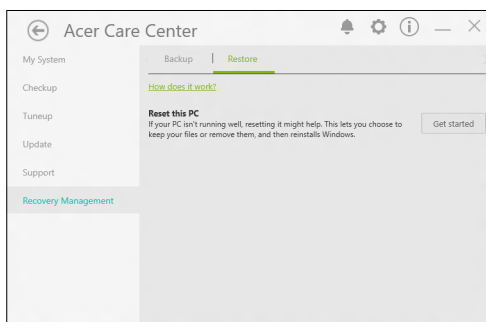 Acer Care Center
My System
Checkup
Tuneup
Update
Support
Recovery Management
Backup | Restore
How does it work?
Reset this PC
If your PC isn't running well, resetting it might help. This lets you choose to
keep your files or remove them, and then reinstalls Windows.
Get started